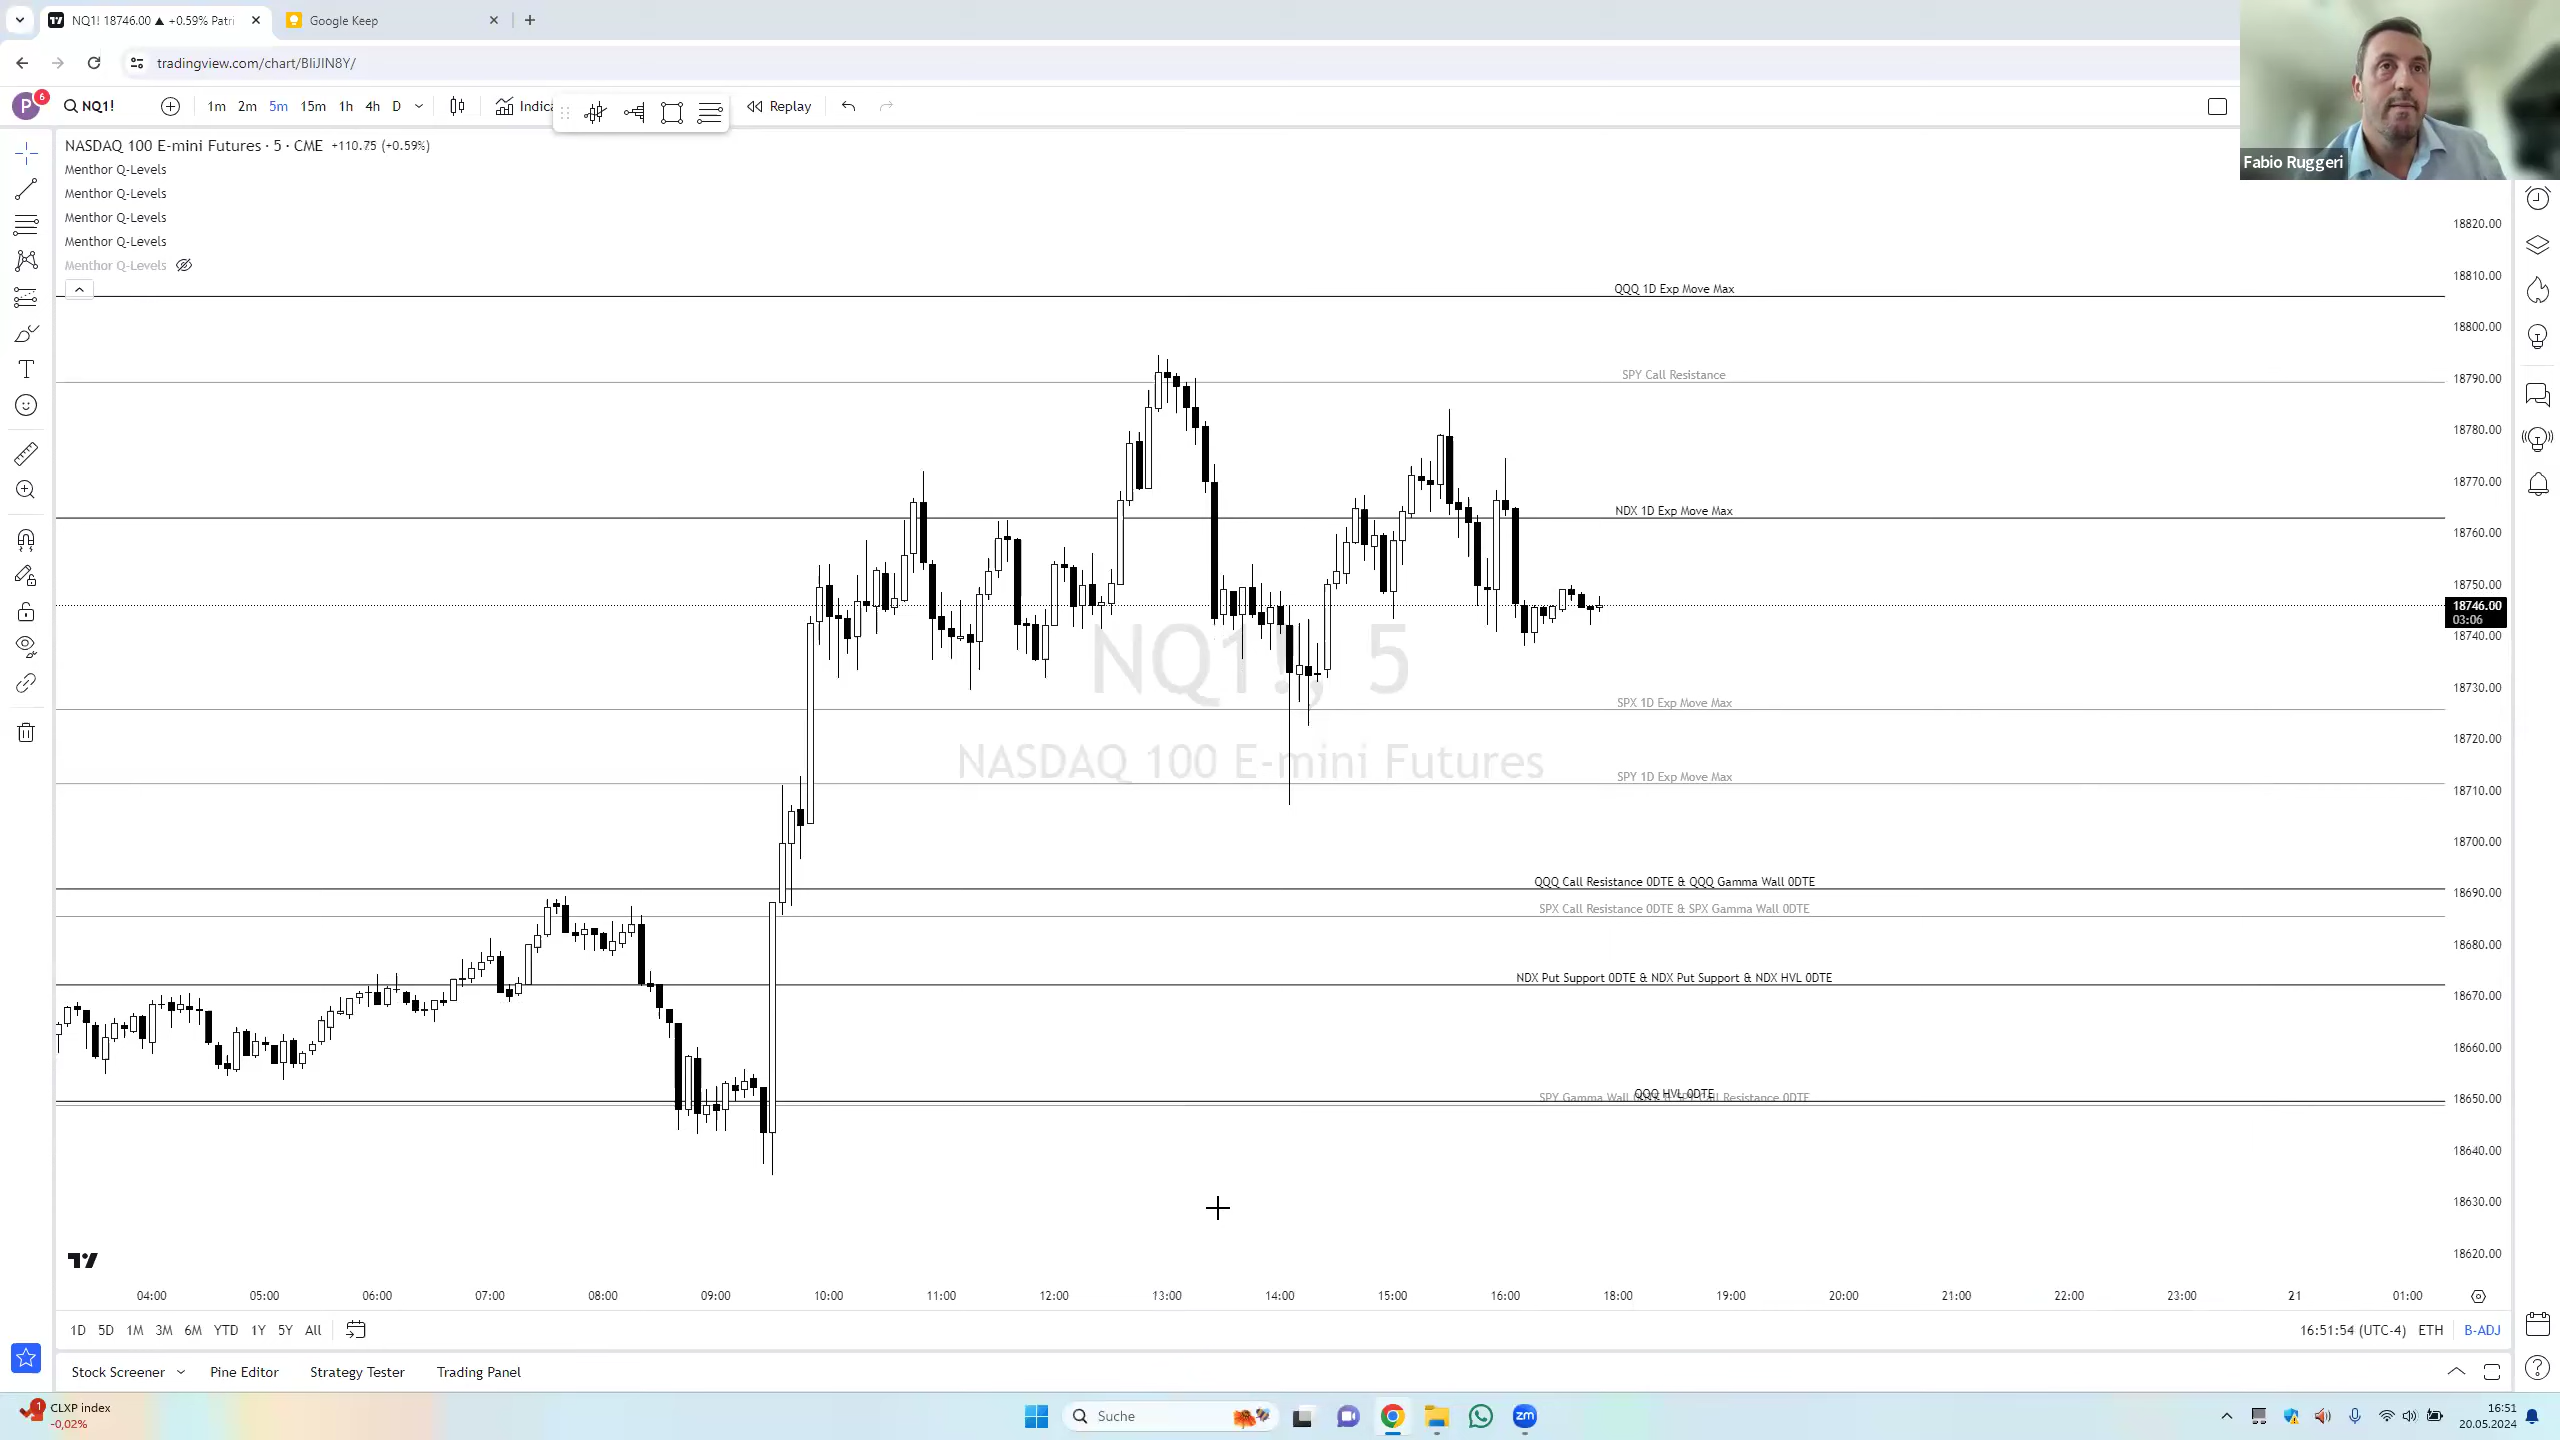 NQ1! 18746.00 ▲ +0.59% Patri
Google Keep
tradingview.com/chart/BIiJIN8Y/
P 6 NQ1! 1m 2m 5m 15m 1h 4h D Indica Replay
Fabio Ruggeri
NASDAQ 100 E-mini Futures · 5 · CME +110.75 (+0.59%)
Menthor Q-Levels
Menthor Q-Levels
Menthor Q-Levels
Menthor Q-Levels
Menthor Q-Levels
18820.00
18810.00
QQQ 1D Exp Move Max
18800.00
SPY Call Resistance
18790.00
18780.00
18770.00
NDX 1D Exp Move Max
18760.00
18750.00
18746.00
03:06
18740.00
NQ1!, 5
18730.00
SPX 1D Exp Move Max
18720.00
NASDAQ 100 E-mini Futures
SPY 1D Exp Move Max
18710.00
18700.00
QQQ Call Resistance 0DTE & QQQ Gamma Wall 0DTE
18690.00
SPX Call Resistance 0DTE & SPX Gamma Wall 0DTE
18680.00
NDX Put Support 0DTE & NDX Put Support & NDX HVL 0DTE
18670.00
18660.00
QQQ HVL 0DTE
SPY Gamma Wall Call Resistance 0DTE
18650.00
18640.00
18630.00
18620.00
04:00 05:00 06:00 07:00 08:00 09:00 10:00 11:00 12:00 13:00 14:00 15:00 16:00 18:00 19:00 20:00 21:00 22:00 23:00 21 01:00
1D 5D 1M 3M 6M YTD 1Y 5Y All 16:51:54 (UTC-4) ETH B-ADJ
Stock Screener Pine Editor Strategy Tester Trading Panel
1 CLXP index
-0,02%
Suche
zm
16:51
20.05.2024